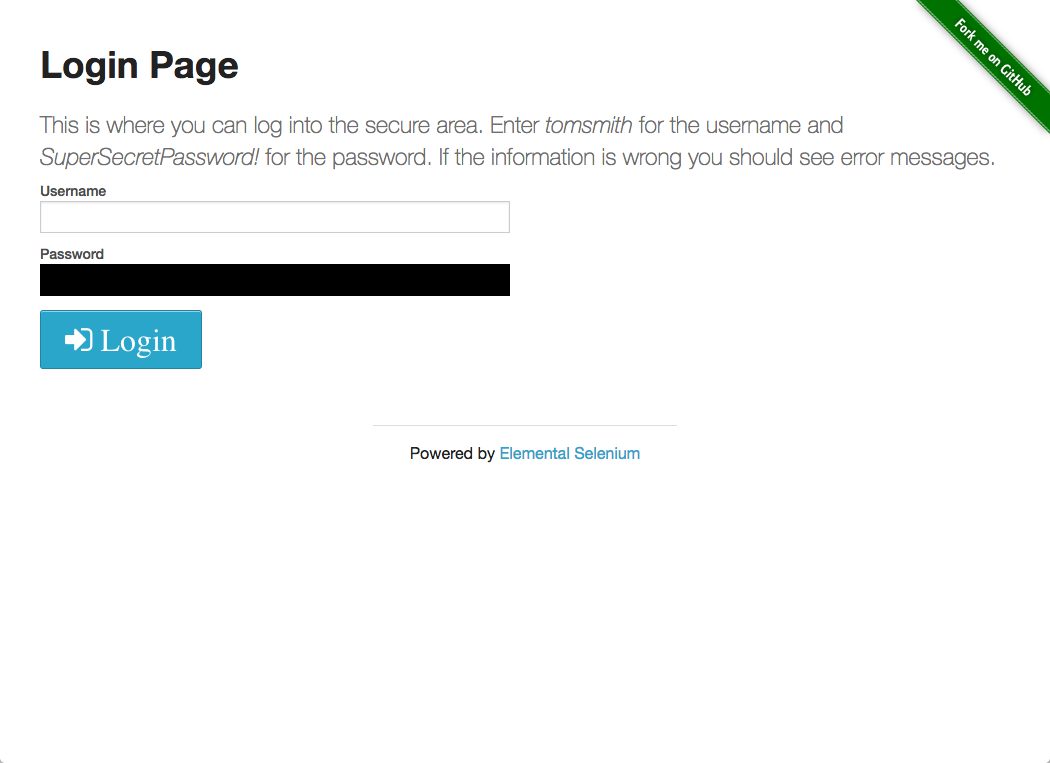 Fork me on GitHub
Login Page
This is where you can log into the secure area. Enter tomsmith for the username and
SuperSecretPassword! for the password. If the information is wrong you should see error messages.
Username
Password
Login
Powered by Elemental Selenium